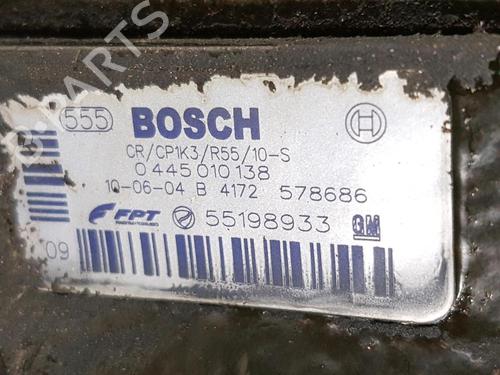 555 BOSCH
CR/CP1K3/R55/10-S
0 445 010 138
10-06-04 B 4172 578686
FPT 55198933 GM
09